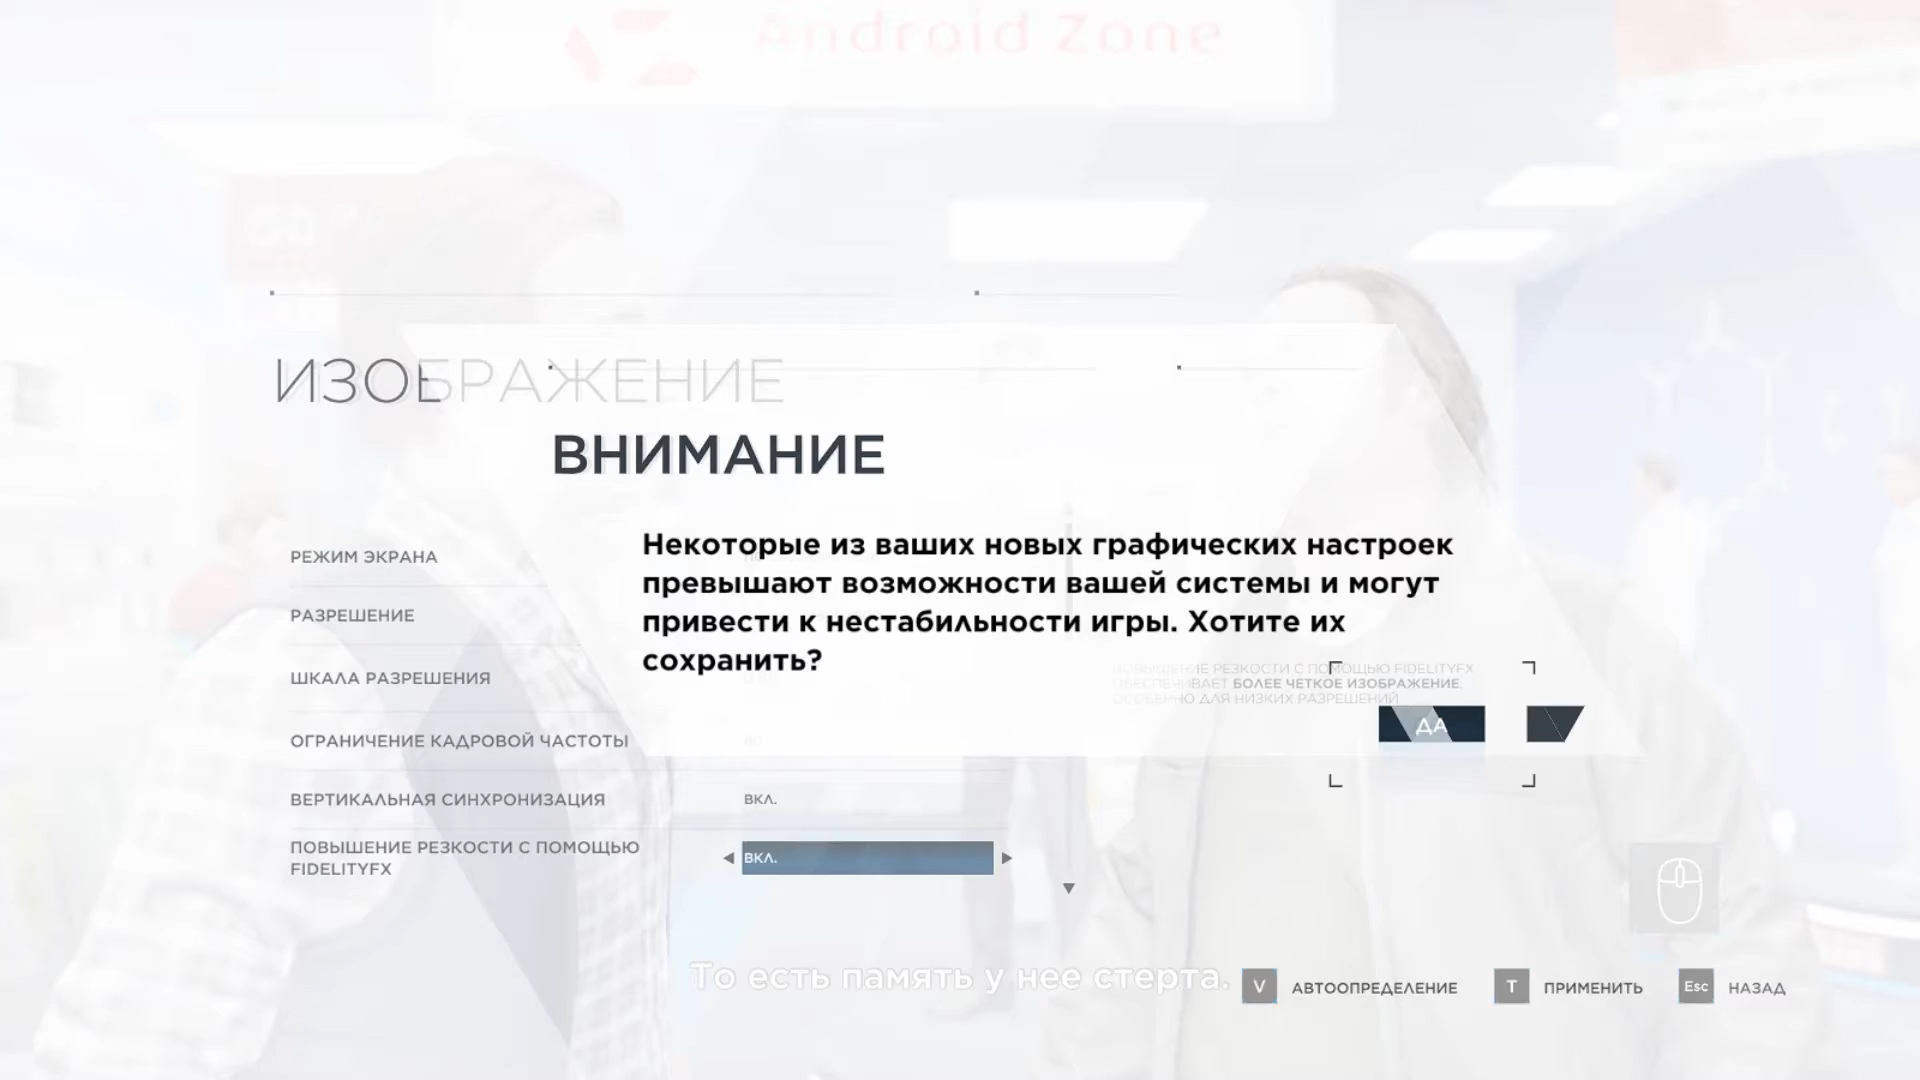 Android Zone
ИЗОБРАЖЕНИЕ
ВНИМАНИЕ
Некоторые из ваших новых графических настроек
превышают возможности вашей системы и могут
привести к нестабильности игры. Хотите их
сохранить?
РЕЖИМ ЭКРАНА
РАЗРЕШЕНИЕ
ШКАЛА РАЗРЕШЕНИЯ
ОГРАНИЧЕНИЕ КАДРОВОЙ ЧАСТОТЫ
60
ВЕРТИКАЛЬНАЯ СИНХРОНИЗАЦИЯ
ВКЛ.
ПОВЫШЕНИЕ РЕЗКОСТИ С ПОМОЩЬЮ
FIDELITYFX
ВКЛ.
ПОВЫШЕНИЕ РЕЗКОСТИ С ПОМОЩЬЮ FIDELITYFX
ОБЕСПЕЧИВАЕТ БОЛЕЕ ЧЕТКОЕ ИЗОБРАЖЕНИЕ,
ОСОБЕННО ДЛЯ НИЗКИХ РАЗРЕШЕНИЙ
ДА
То есть память у нее стерта.
V АВТООПРЕДЕЛЕНИЕ
T ПРИМЕНИТЬ
Esc НАЗАД